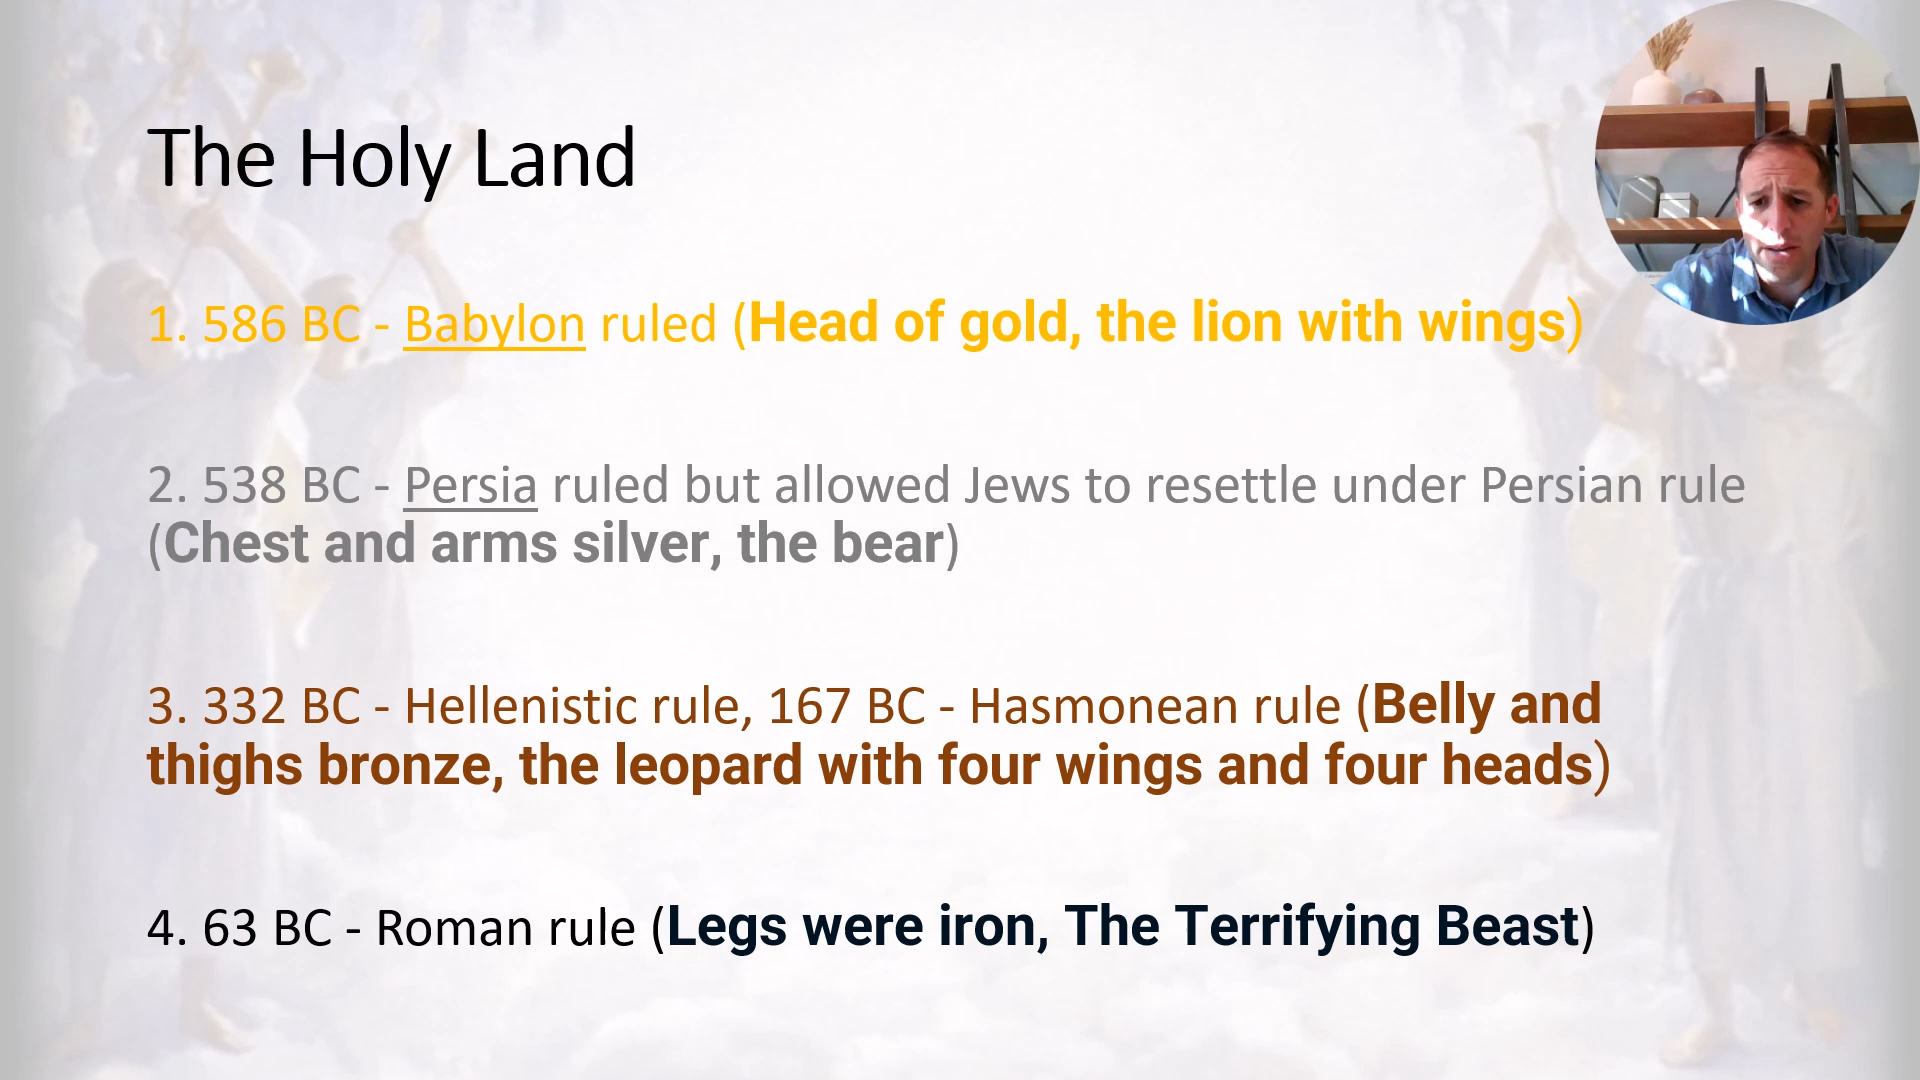 The Holy Land
1. 586 BC - Babylon ruled (Head of gold, the lion with wings)
2. 538 BC - Persia ruled but allowed Jews to resettle under Persian rule
(Chest and arms silver, the bear)
3. 332 BC - Hellenistic rule, 167 BC - Hasmonean rule (Belly and
thighs bronze, the leopard with four wings and four heads)
4. 63 BC - Roman rule (Legs were iron, The Terrifying Beast)